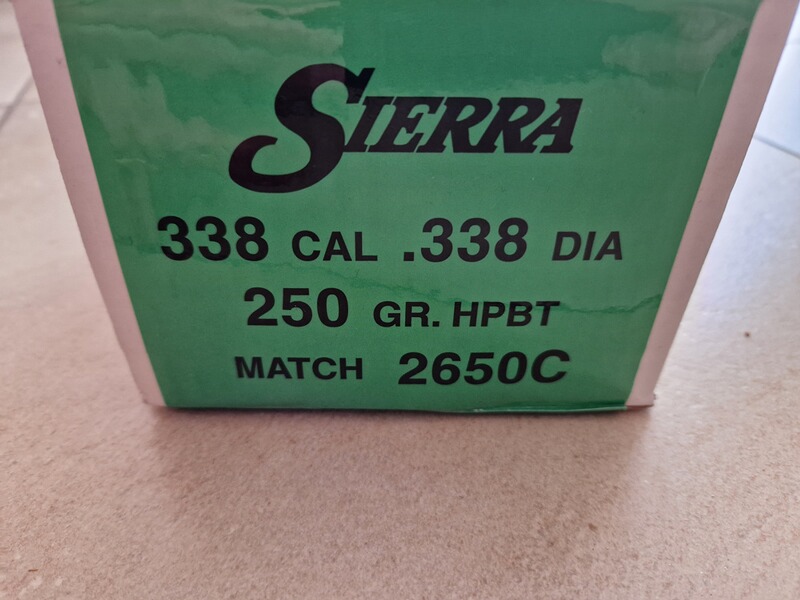 SIERRA
338 CAL .338 DIA
250 GR. HPBT
MATCH 2650C